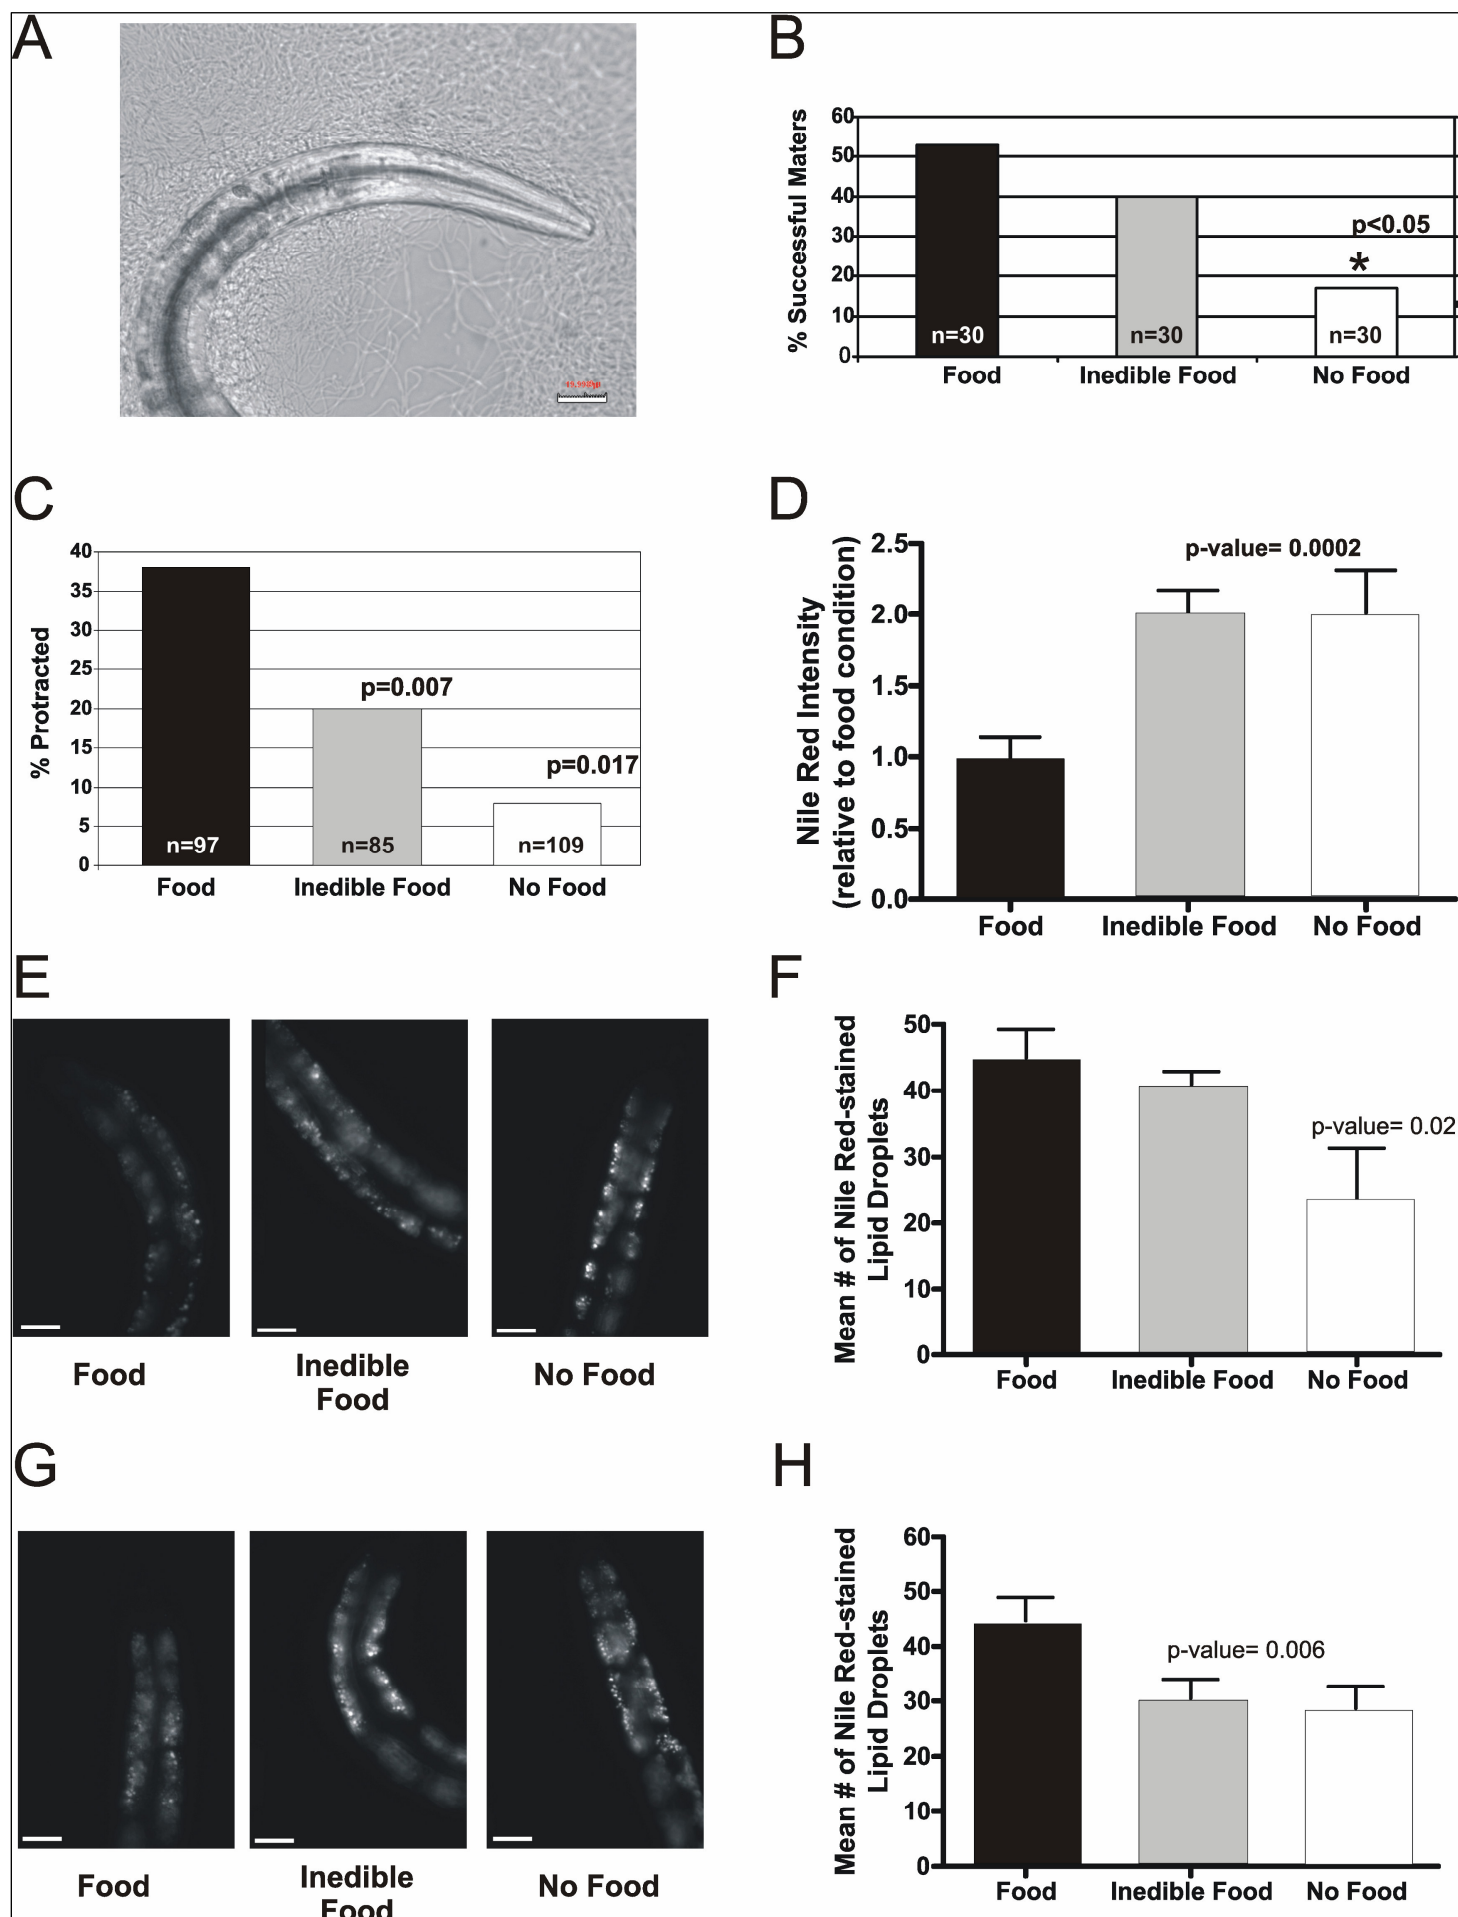 A
B
C
D
E
F
G
H
% Successful Maters
60
50
40
30
20
10
0
p<0.05
*
n=30
n=30
n=30
Food
Inedible Food
No Food
% Protracted
40
35
30
25
20
15
10
5
0
p=0.007
p=0.017
n=97
n=85
n=109
Food
Inedible Food
No Food
Nile Red Intensity
(relative to food condition)
2.5
2.0
1.5
1.0
0.5
0.0
p-value= 0.0002
Food
Inedible Food
No Food
Food
Inedible
Food
No Food
Mean # of Nile Red-stained
Lipid Droplets
50
40
30
20
10
0
p-value= 0.02
Food
Inedible Food
No Food
Food
Inedible
Food
No Food
Mean # of Nile Red-stained
Lipid Droplets
60
50
40
30
20
10
0
p-value= 0.006
Food
Inedible Food
No Food